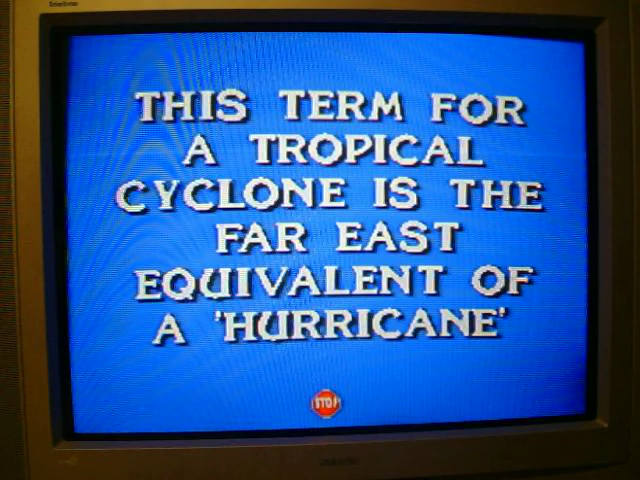 THIS TERM FOR
A TROPICAL
CYCLONE IS THE
FAR EAST
EQUIVALENT OF
A 'HURRICANE'
STOP